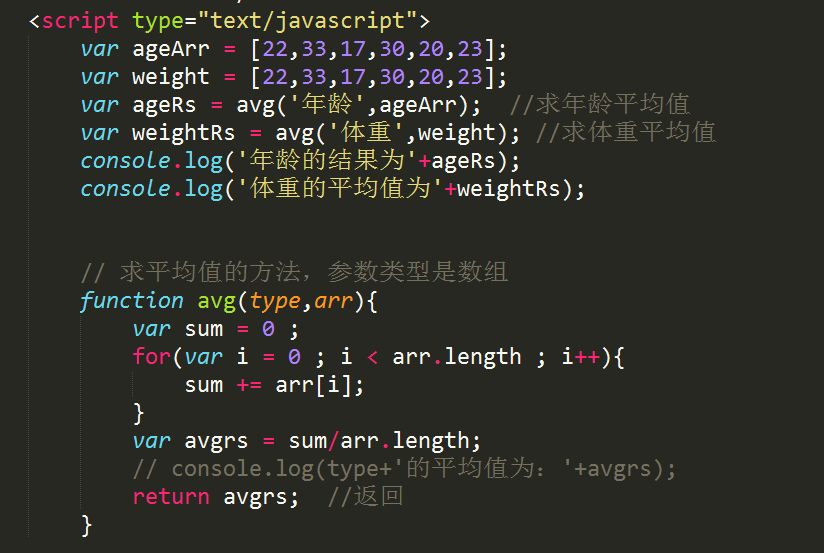 <script type="text/javascript">
var ageArr = [22,33,17,30,20,23];
var weight = [22,33,17,30,20,23];
var ageRs = avg('年龄',ageArr);  //求年龄平均值
var weightRs = avg('体重',weight); //求体重平均值
console.log('年龄的结果为'+ageRs);
console.log('体重的平均值为'+weightRs);
// 求平均值的方法，参数类型是数组
function avg(type,arr){
var sum = 0 ;
for(var i = 0 ; i < arr.length ; i++){
sum += arr[i];
}
var avgrs = sum/arr.length;
// console.log(type+'的平均值为：'+avgrs);
return avgrs;  //返回
}